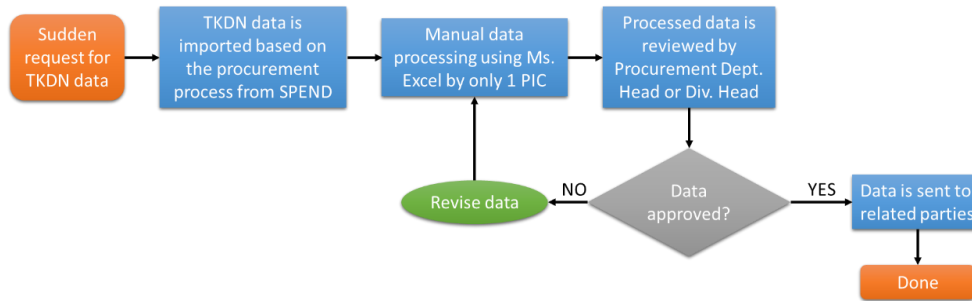 Sudden
request for
TKDN data
TKDN data is
imported based on
the procurement
process from SPEND
Manual data
processing using Ms.
Excel by only 1 PIC
Processed data is
reviewed by
Procurement Dept.
Head or Div. Head
Data
approved?
NO
Revise data
YES
Data is sent to
related parties
Done